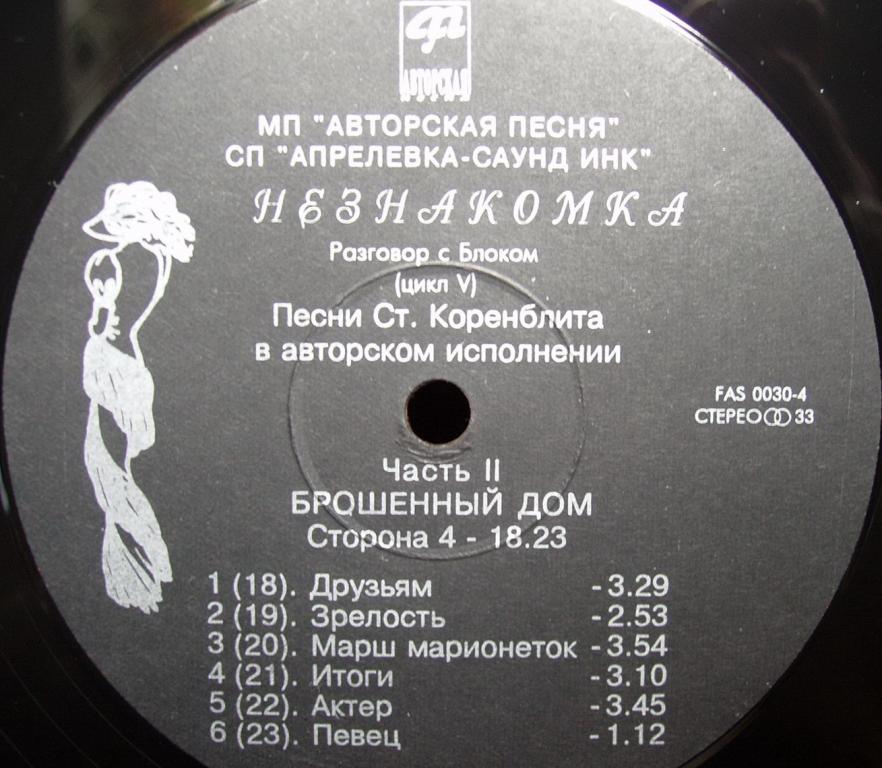 АВТОРСКАЯ
МП "АВТОРСКАЯ ПЕСНЯ"
СП "АПРЕЛЕВКА-САУНД ИНК"
НЕЗНАКОМКА
Разговор с Блоком
(цикл V)
Песни Ст. Коренблита
в авторском исполнении
FAS 0030-4
СТЕРЕО 33
Часть II
БРОШЕННЫЙ ДОМ
Сторона 4 - 18.23
1 (18). Друзьям - 3.29
2 (19). Зрелость - 2.53
3 (20). Марш марионеток - 3.54
4 (21). Итоги - 3.10
5 (22). Актер - 3.45
6 (23). Певец - 1.12